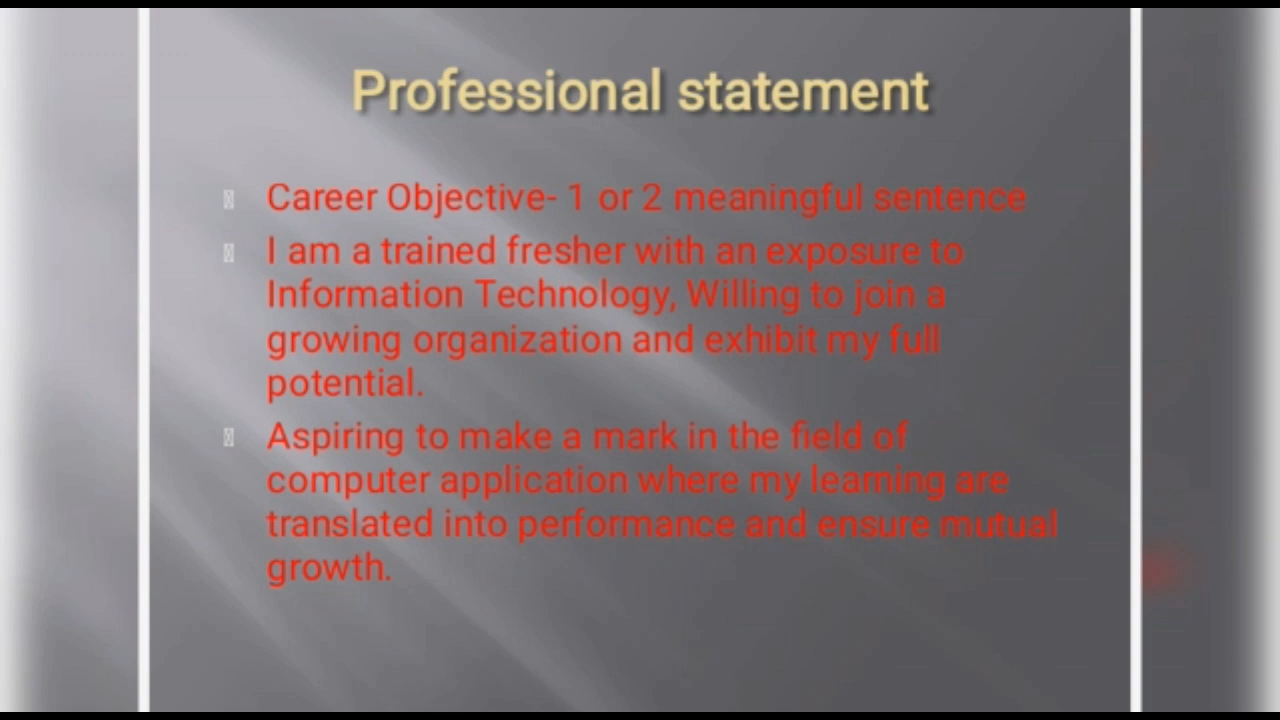 Professional statement
Career Objective- 1 or 2 meaningful sentence
I am a trained fresher with an exposure to
Information Technology, Willing to join a
growing organization and exhibit my full
potential.
Aspiring to make a mark in the field of
computer application where my learning are
translated into performance and ensure mutual
growth.